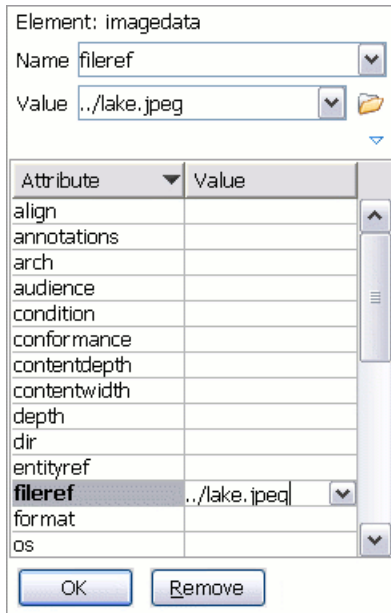 Element: imagedata
Name fileref
Value ../lake.jpeg
Attribute Value
align
annotations
arch
audience
condition
conformance
contentdepth
contentwidth
depth
dir
entityref
fileref ../lake.jpeg
format
os
OK Remove